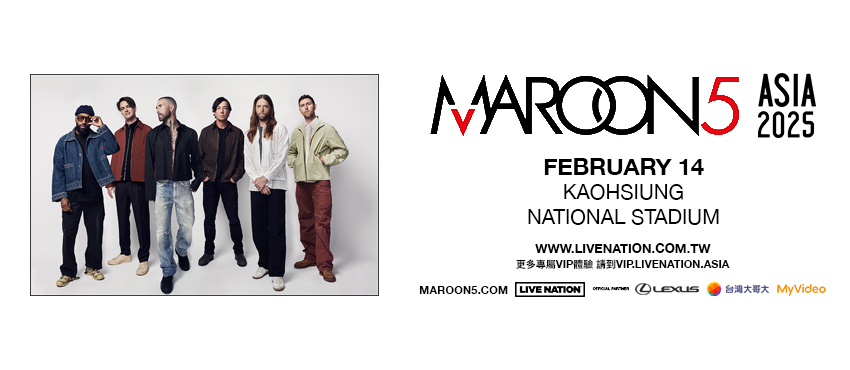 MAROON5
ASIA
2025
FEBRUARY 14
KAOHSIUNG
NATIONAL STADIUM
WWW.LIVENATION.COM.TW
更多專屬VIP體驗 請到VIP.LIVENATION.ASIA
MAROON5.COM LIVE NATION OFFICIAL PARTNER LEXUS 台灣大哥大 MyVideo